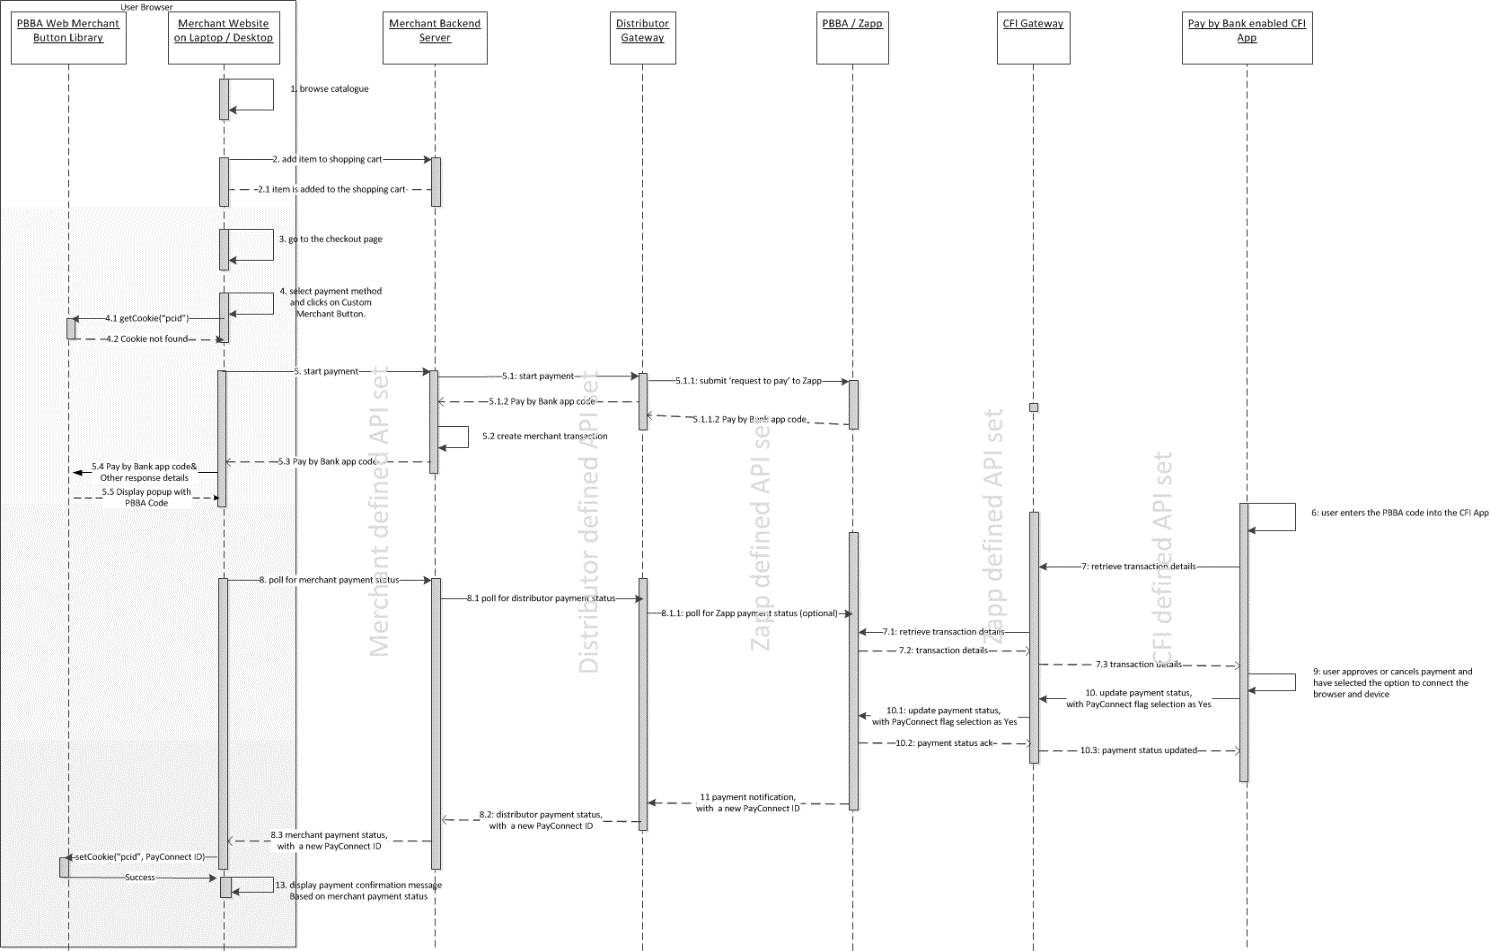 User Browser
PBBA Web Merchant
Button Library
Merchant Website
on Laptop / Desktop
Merchant Backend
Server
Distributor
Gateway
PBBA / Zapp
CFI Gateway
Pay by Bank enabled CFI
App
1. browse catalogue
2. add item to shopping cart
2.1 item is added to the shopping cart
3. go to the checkout page
4. select payment method
and clicks on Custom
Merchant Button.
4.1 getCookie("pcid")
4.2 Cookie not found
5. start payment
5.1: start payment
5.1.1: submit 'request to pay' to Zapp
5.1.2 Pay by Bank app code
5.1.1.2 Pay by Bank app code
5.2 create merchant transaction
5.3 Pay by Bank app code
5.4 Pay by Bank app code&
Other response details
5.5 Display popup with
PBBA Code
Merchant defined API set
Distributor defined API set
Zapp defined API set
Zapp defined API set
CFI defined API set
6: user enters the PBBA code into the CFI App
7: retrieve transaction details
8. poll for merchant payment status
8.1 poll for distributor payment status
8.1.1: poll for Zapp payment status (optional)
7.1: retrieve transaction details
7.2: transaction details
7.3 transaction details
9: user approves or cancels payment and
have selected the option to connect the
browser and device
10. update payment status,
with PayConnect flag selection as Yes
10.1: update payment status,
with PayConnect flag selection as Yes
10.2: payment status ack
10.3: payment status updated
11 payment notification,
with a new PayConnect ID
8.2: distributor payment status,
with a new PayConnect ID
8.3 merchant payment status,
with a new PayConnect ID
setCookie("pcid", PayConnect ID)
Success
13. display payment confirmation message
Based on merchant payment status